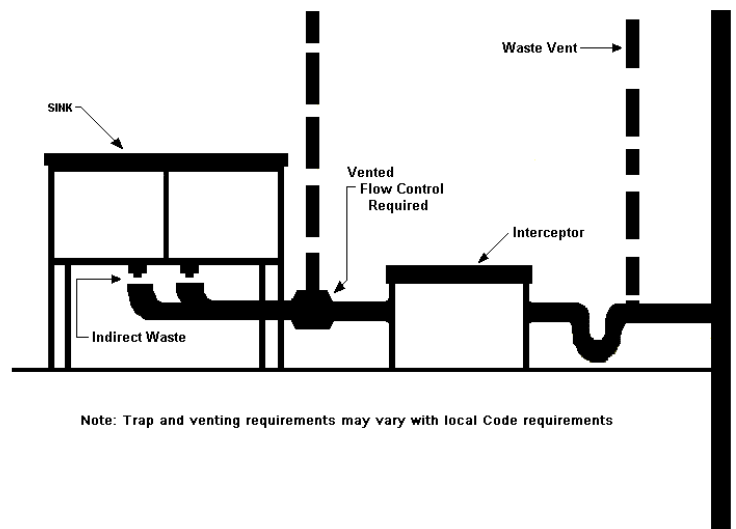 Waste Vent
SINK
Vented
Flow Control
Required
Interceptor
Indirect Waste
Note: Trap and venting requirements may vary with local Code requirements